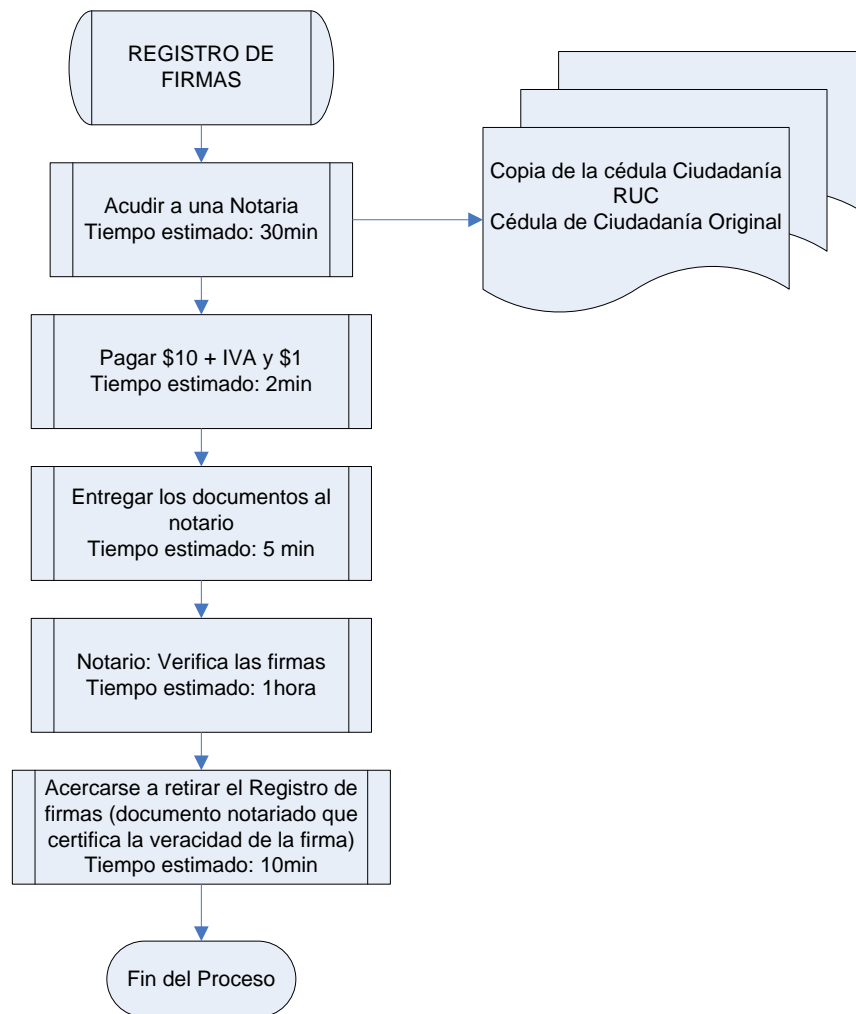 REGISTRO DE
FIRMAS
Acudir a una Notaria
Tiempo estimado: 30min
Copia de la cédula Ciudadanía
RUC
Cédula de Ciudadanía Original
Pagar $10 + IVA y $1
Tiempo estimado: 2min
Entregar los documentos al
notario
Tiempo estimado: 5 min
Notario: Verifica las firmas
Tiempo estimado: 1hora
Acercarse a retirar el Registro de
firmas (documento notariado que
certifica la veracidad de la firma)
Tiempo estimado: 10min
Fin del Proceso